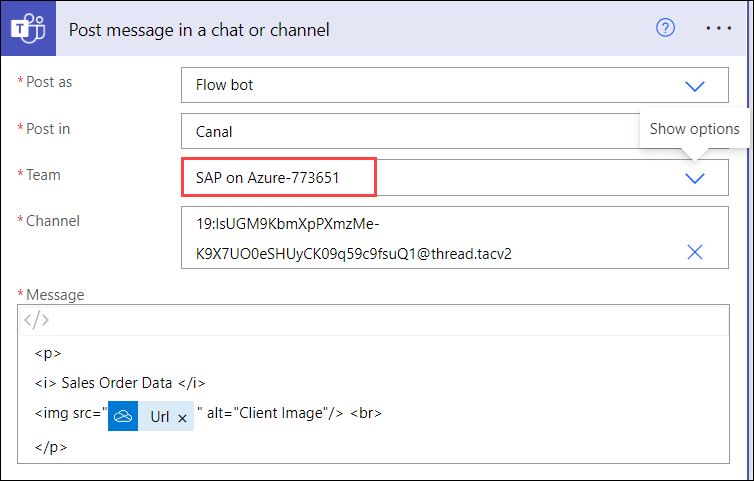 Post message in a chat or channel
* Post as
Flow bot
* Post in
Canal
Show options
* Team
SAP on Azure-773651
* Channel
19:IsUGM9KbmXpPXmzMe-
K9X7UO0eSHUyCK09q59c9fsuQ1@thread.tacv2
* Message
</>
<p>
<i> Sales Order Data </i>
<img src=" Url × " alt="Client Image"/> <br>
</p>